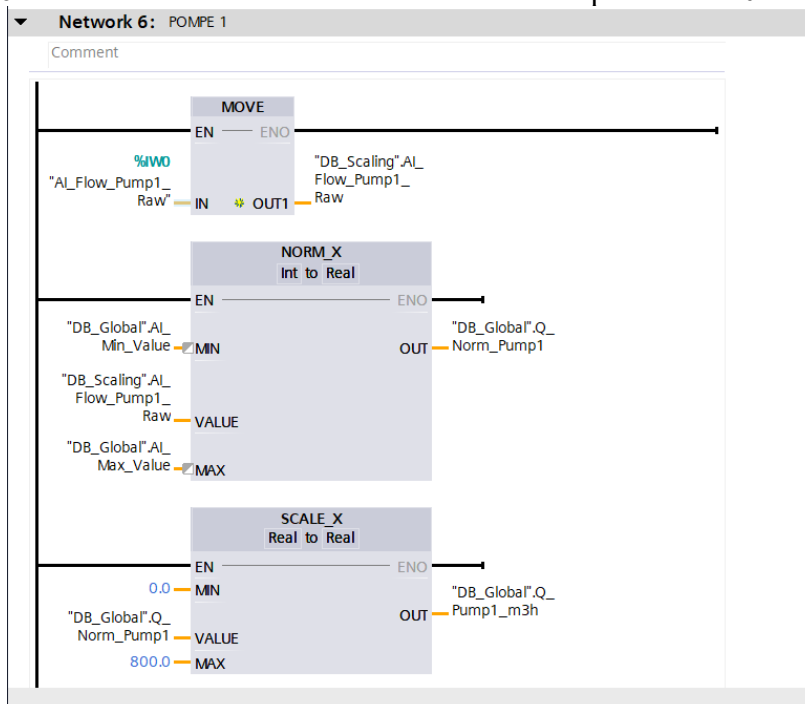 Network 6: POMPE 1
Comment
MOVE
EN ENO
%IW0
"AI_Flow_Pump1_
Raw"
IN OUT1
"DB_Scaling".AI_
Flow_Pump1_
Raw
NORM_X
Int to Real
EN ENO
"DB_Global".AI_
Min_Value
MIN
OUT
"DB_Global".Q_
Norm_Pump1
"DB_Scaling".AI_
Flow_Pump1_
Raw
VALUE
"DB_Global".AI_
Max_Value
MAX
SCALE_X
Real to Real
EN ENO
0.0 MIN
OUT
"DB_Global".Q_
Pump1_m3h
"DB_Global".Q_
Norm_Pump1
VALUE
800.0 MAX